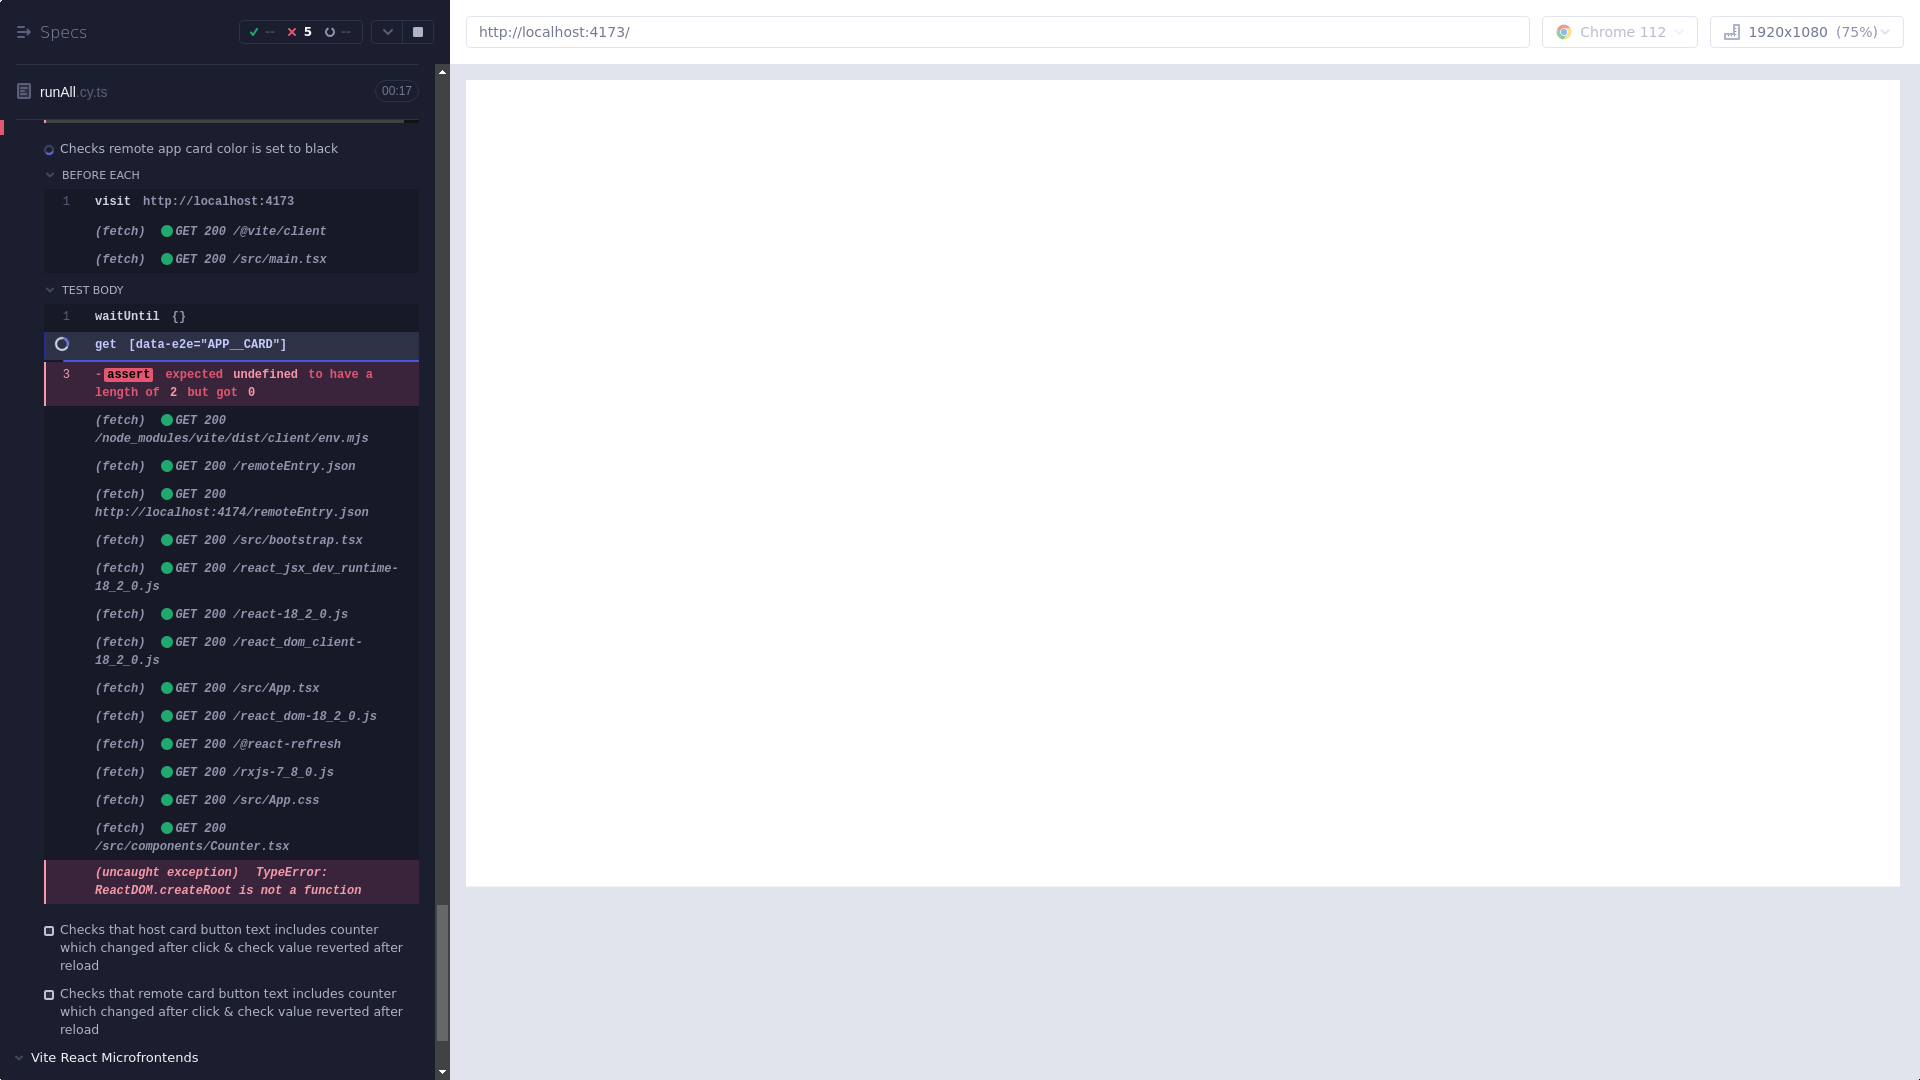 Specs
-- 5 --
http://localhost:4173/
Chrome 112
1920x1080 (75%)
runAll.cy.ts
00:17
Checks remote app card color is set to black
BEFORE EACH
1 visit http://localhost:4173
(fetch) GET 200 /@vite/client
(fetch) GET 200 /src/main.tsx
TEST BODY
1 waitUntil {}
get [data-e2e="APP__CARD"]
3 -assert expected undefined to have a
length of 2 but got 0
(fetch) GET 200
/node_modules/vite/dist/client/env.mjs
(fetch) GET 200 /remoteEntry.json
(fetch) GET 200
http://localhost:4174/remoteEntry.json
(fetch) GET 200 /src/bootstrap.tsx
(fetch) GET 200 /react_jsx_dev_runtime-
18_2_0.js
(fetch) GET 200 /react-18_2_0.js
(fetch) GET 200 /react_dom_client-
18_2_0.js
(fetch) GET 200 /src/App.tsx
(fetch) GET 200 /react_dom-18_2_0.js
(fetch) GET 200 /@react-refresh
(fetch) GET 200 /rxjs-7_8_0.js
(fetch) GET 200 /src/App.css
(fetch) GET 200
/src/components/Counter.tsx
(uncaught exception) TypeError:
ReactDOM.createRoot is not a function
Checks that host card button text includes counter
which changed after click & check value reverted after
reload
Checks that remote card button text includes counter
which changed after click & check value reverted after
reload
Vite React Microfrontends